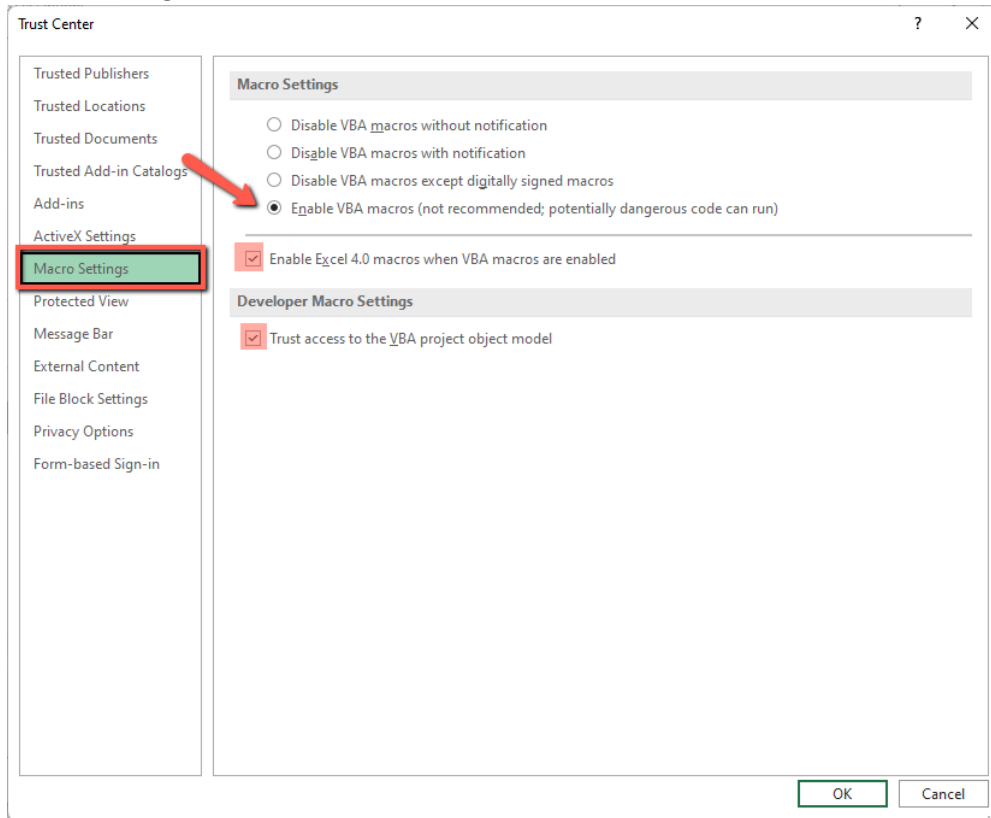 Trust Center
?
Trusted Publishers
Trusted Locations
Trusted Documents
Trusted Add-in Catalogs
Add-ins
ActiveX Settings
Macro Settings
Protected View
Message Bar
External Content
File Block Settings
Privacy Options
Form-based Sign-in
Macro Settings
Disable VBA macros without notification
Disable VBA macros with notification
Disable VBA macros except digitally signed macros
Enable VBA macros (not recommended; potentially dangerous code can run)
Enable Excel 4.0 macros when VBA macros are enabled
Developer Macro Settings
Trust access to the VBA project object model
OK
Cancel